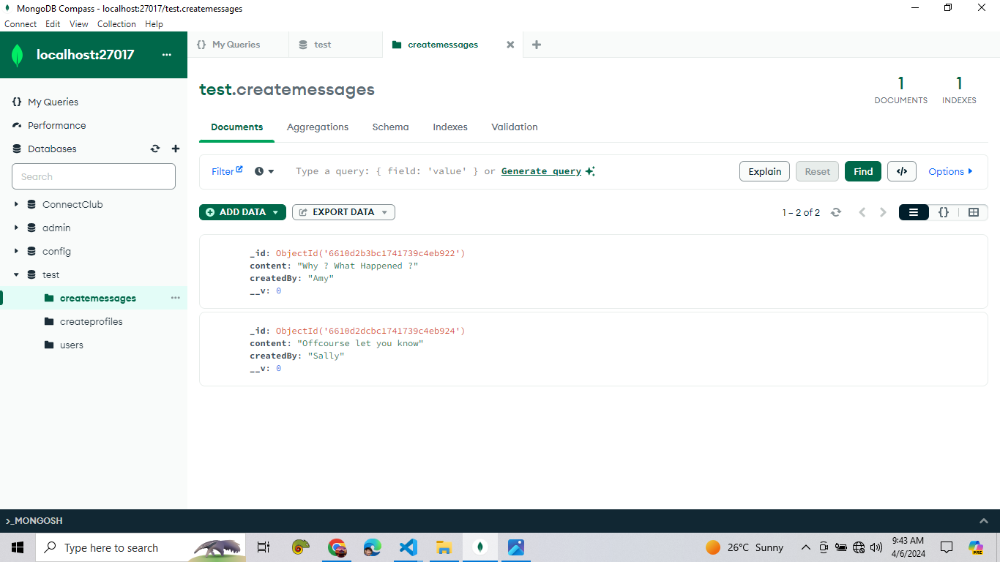 MongoDB Compass - localhost:27017/test.createmessages
Connect Edit View Collection Help
localhost:27017 ...
{} My Queries
test
createmessages
My Queries
Performance
Databases
Search
ConnectClub
admin
config
test
createmessages
createprofiles
users
test.createmessages
1
DOCUMENTS
1
INDEXES
Documents Aggregations Schema Indexes Validation
Filter Type a query: { field: 'value' } or Generate query Explain Reset Find </> Options
ADD DATA EXPORT DATA 1 – 2 of 2 {}
_id: ObjectId('6610d2b3bc1741739c4eb922')
content: "Why ? What Happened ?"
createdBy: "Amy"
__v: 0
_id: ObjectId('6610d2dcbc1741739c4eb924')
content: "Offcourse let you know"
createdBy: "Sally"
__v: 0
>_MONGOSH
Type here to search
26°C Sunny
9:43 AM
4/6/2024
PRE